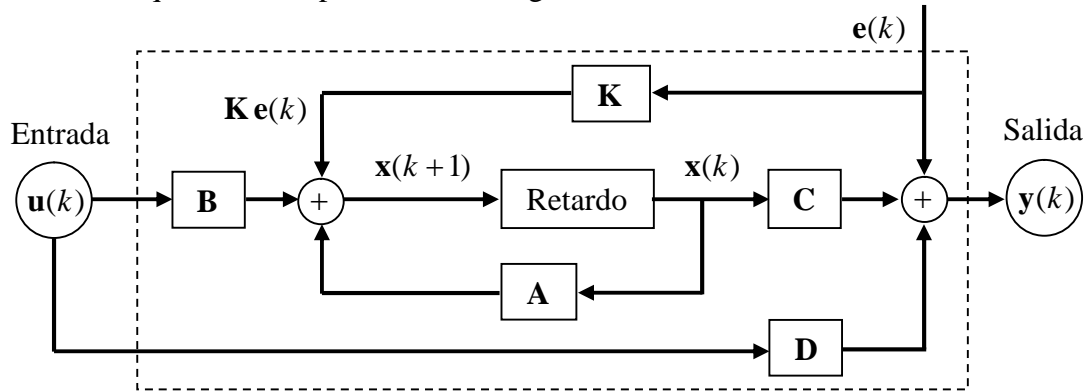 e(k)
K
K e(k)
Entrada
Salida
x(k +1)
x(k)
u(k)
B
+
Retardo
C
+
y(k)
A
D